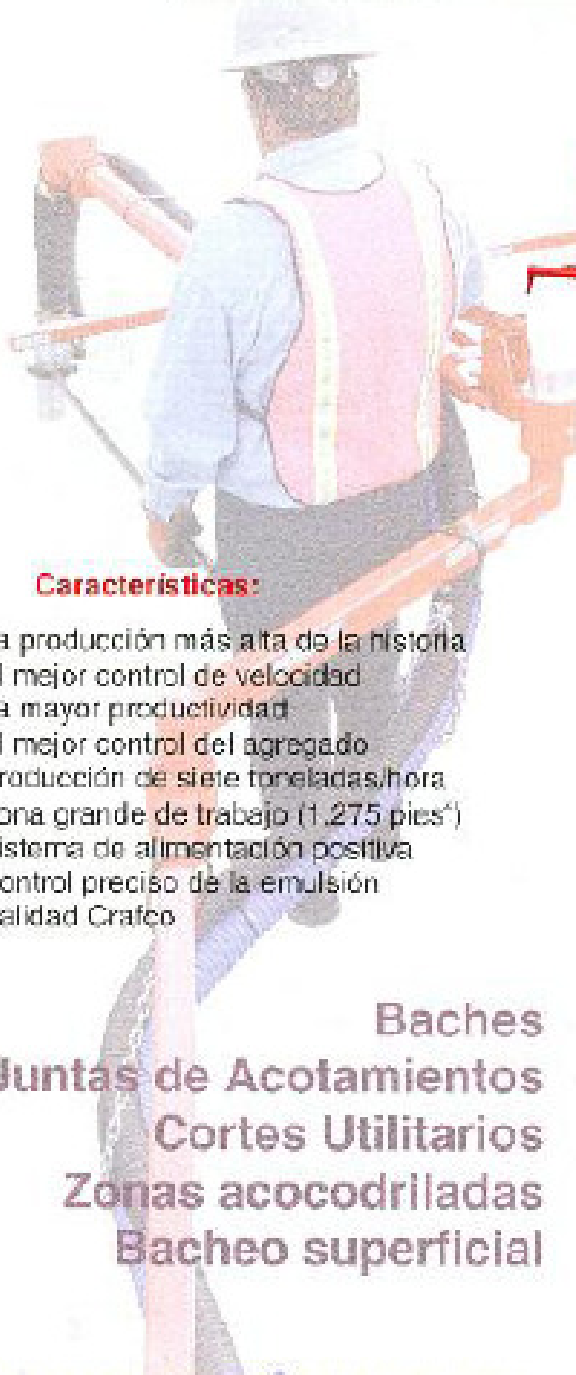 Características:
a producción más alta de la historia
l mejor control de velocidad
a mayor productividad
l mejor control del agregado
roducción de siete toneladas/hora
ona grande de trabajo (1,275 pies²)
istema de alimentación positiva
ontrol preciso de la emulsión
alidad Crafco
Baches
Juntas de Acotamientos
Cortes Utilitarios
Zonas acocodriladas
Bacheo superficial